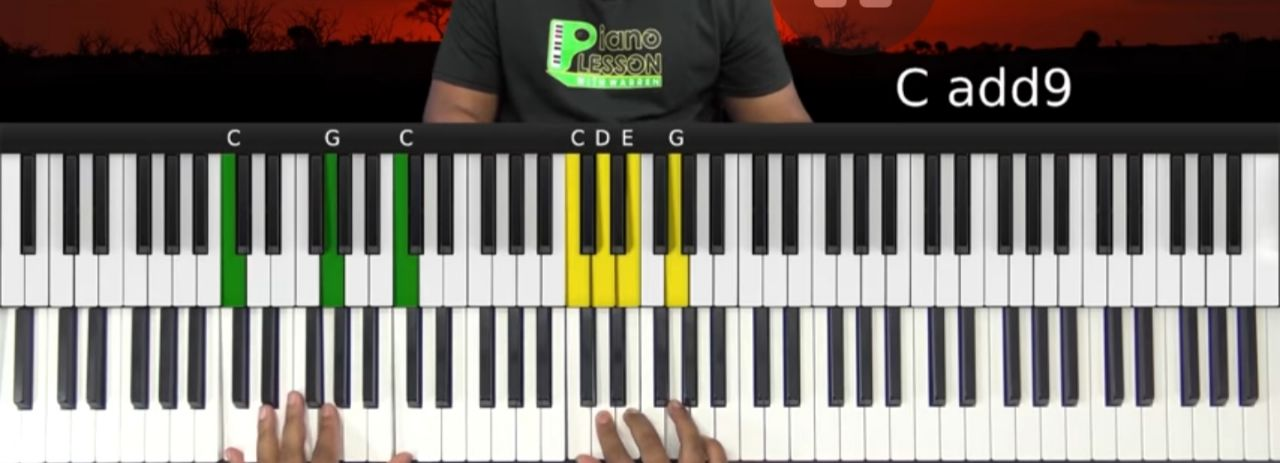 Piano
LESSON
WITH WARREN
C add9
C G C C D E G